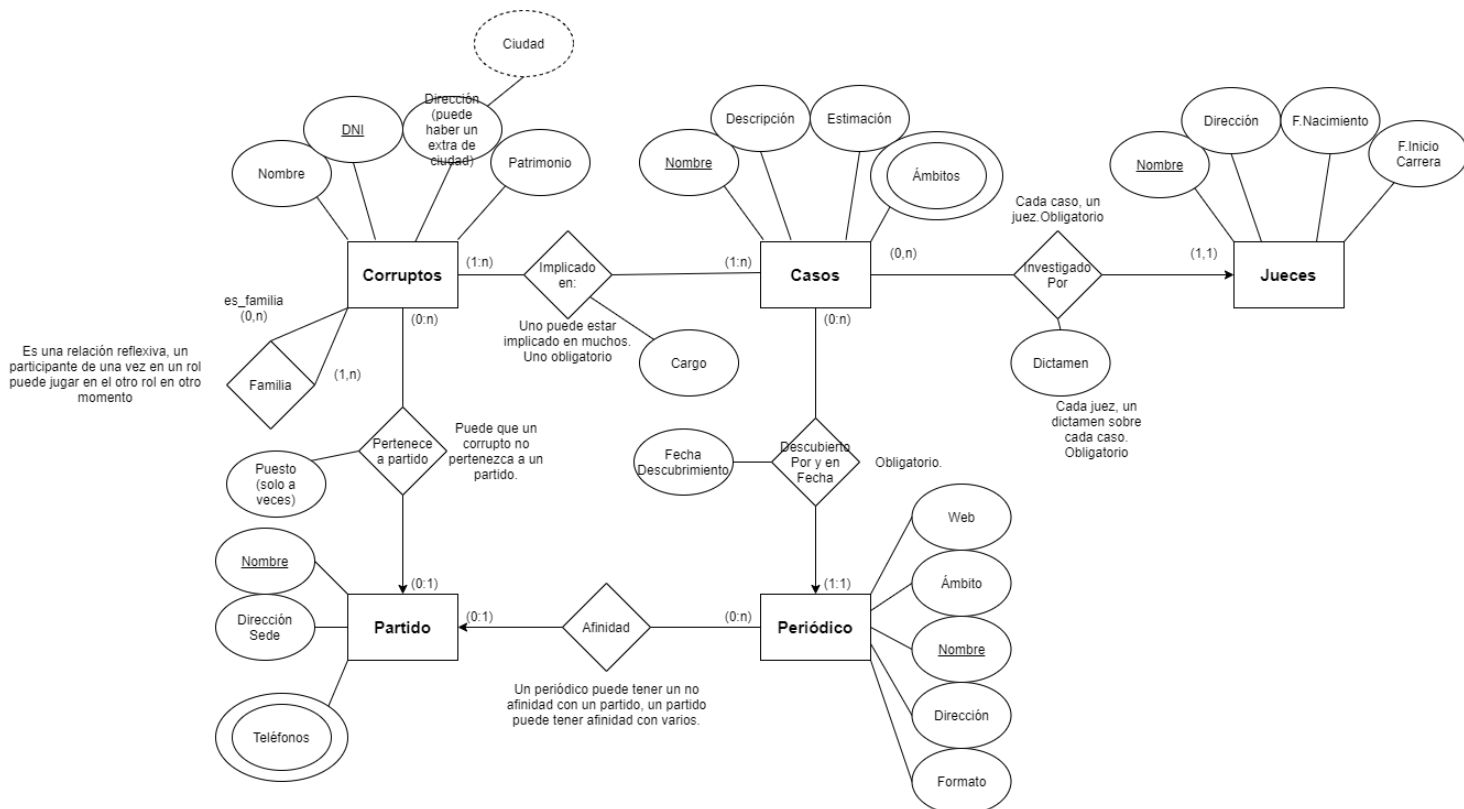 Ciudad
Dirección
(puede
haber un
extra de
ciudad)
DNI
Nombre
Patrimonio
Descripción
Estimación
Nombre
Ámbitos
Dirección
F.Nacimiento
Nombre
F.Inicio
Carrera
Cada caso, un
juez.Obligatorio
Corruptos
(1:n)
Implicado
en:
(1:n)
Casos
(0,n)
Investigado
Por
(1,1)
Jueces
es_familia
(0,n)
(0:n)
Uno puede estar
implicado en muchos.
Uno obligatorio
(0:n)
Es una relación reflexiva, un
participante de una vez en un rol
puede jugar en el otro rol en otro
momento
Familia
(1,n)
Cargo
Dictamen
Cada juez, un
dictamen sobre
cada caso.
Obligatorio
Pertenece
a partido
Puede que un
corrupto no
pertenezca a un
partido.
Puesto
(solo a
veces)
Fecha
Descubrimiento
Descubierto
Por y en
Fecha
Obligatorio.
Web
Nombre
Ámbito
(0:1)
(1:1)
Dirección
Sede
Partido
(0:1)
Afinidad
(0:n)
Periódico
Nombre
Un periódico puede tener un no
afinidad con un partido, un partido
puede tener afinidad con varios.
Dirección
Teléfonos
Formato